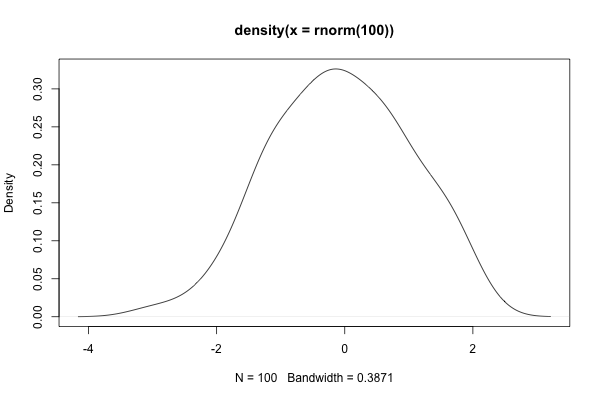 density(x = rnorm(100))
Density
0.30
0.25
0.20
0.15
0.10
0.05
0.00
-4 -2 0 2
N = 100 Bandwidth = 0.3871